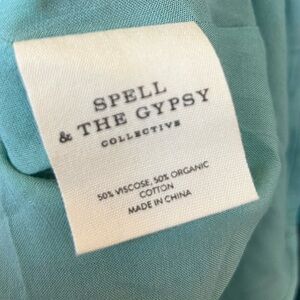 SPELL
& THE GYPSY
COLLECTIVE
50% VISCOSE, 50% ORGANIC
COTTON
MADE IN CHINA